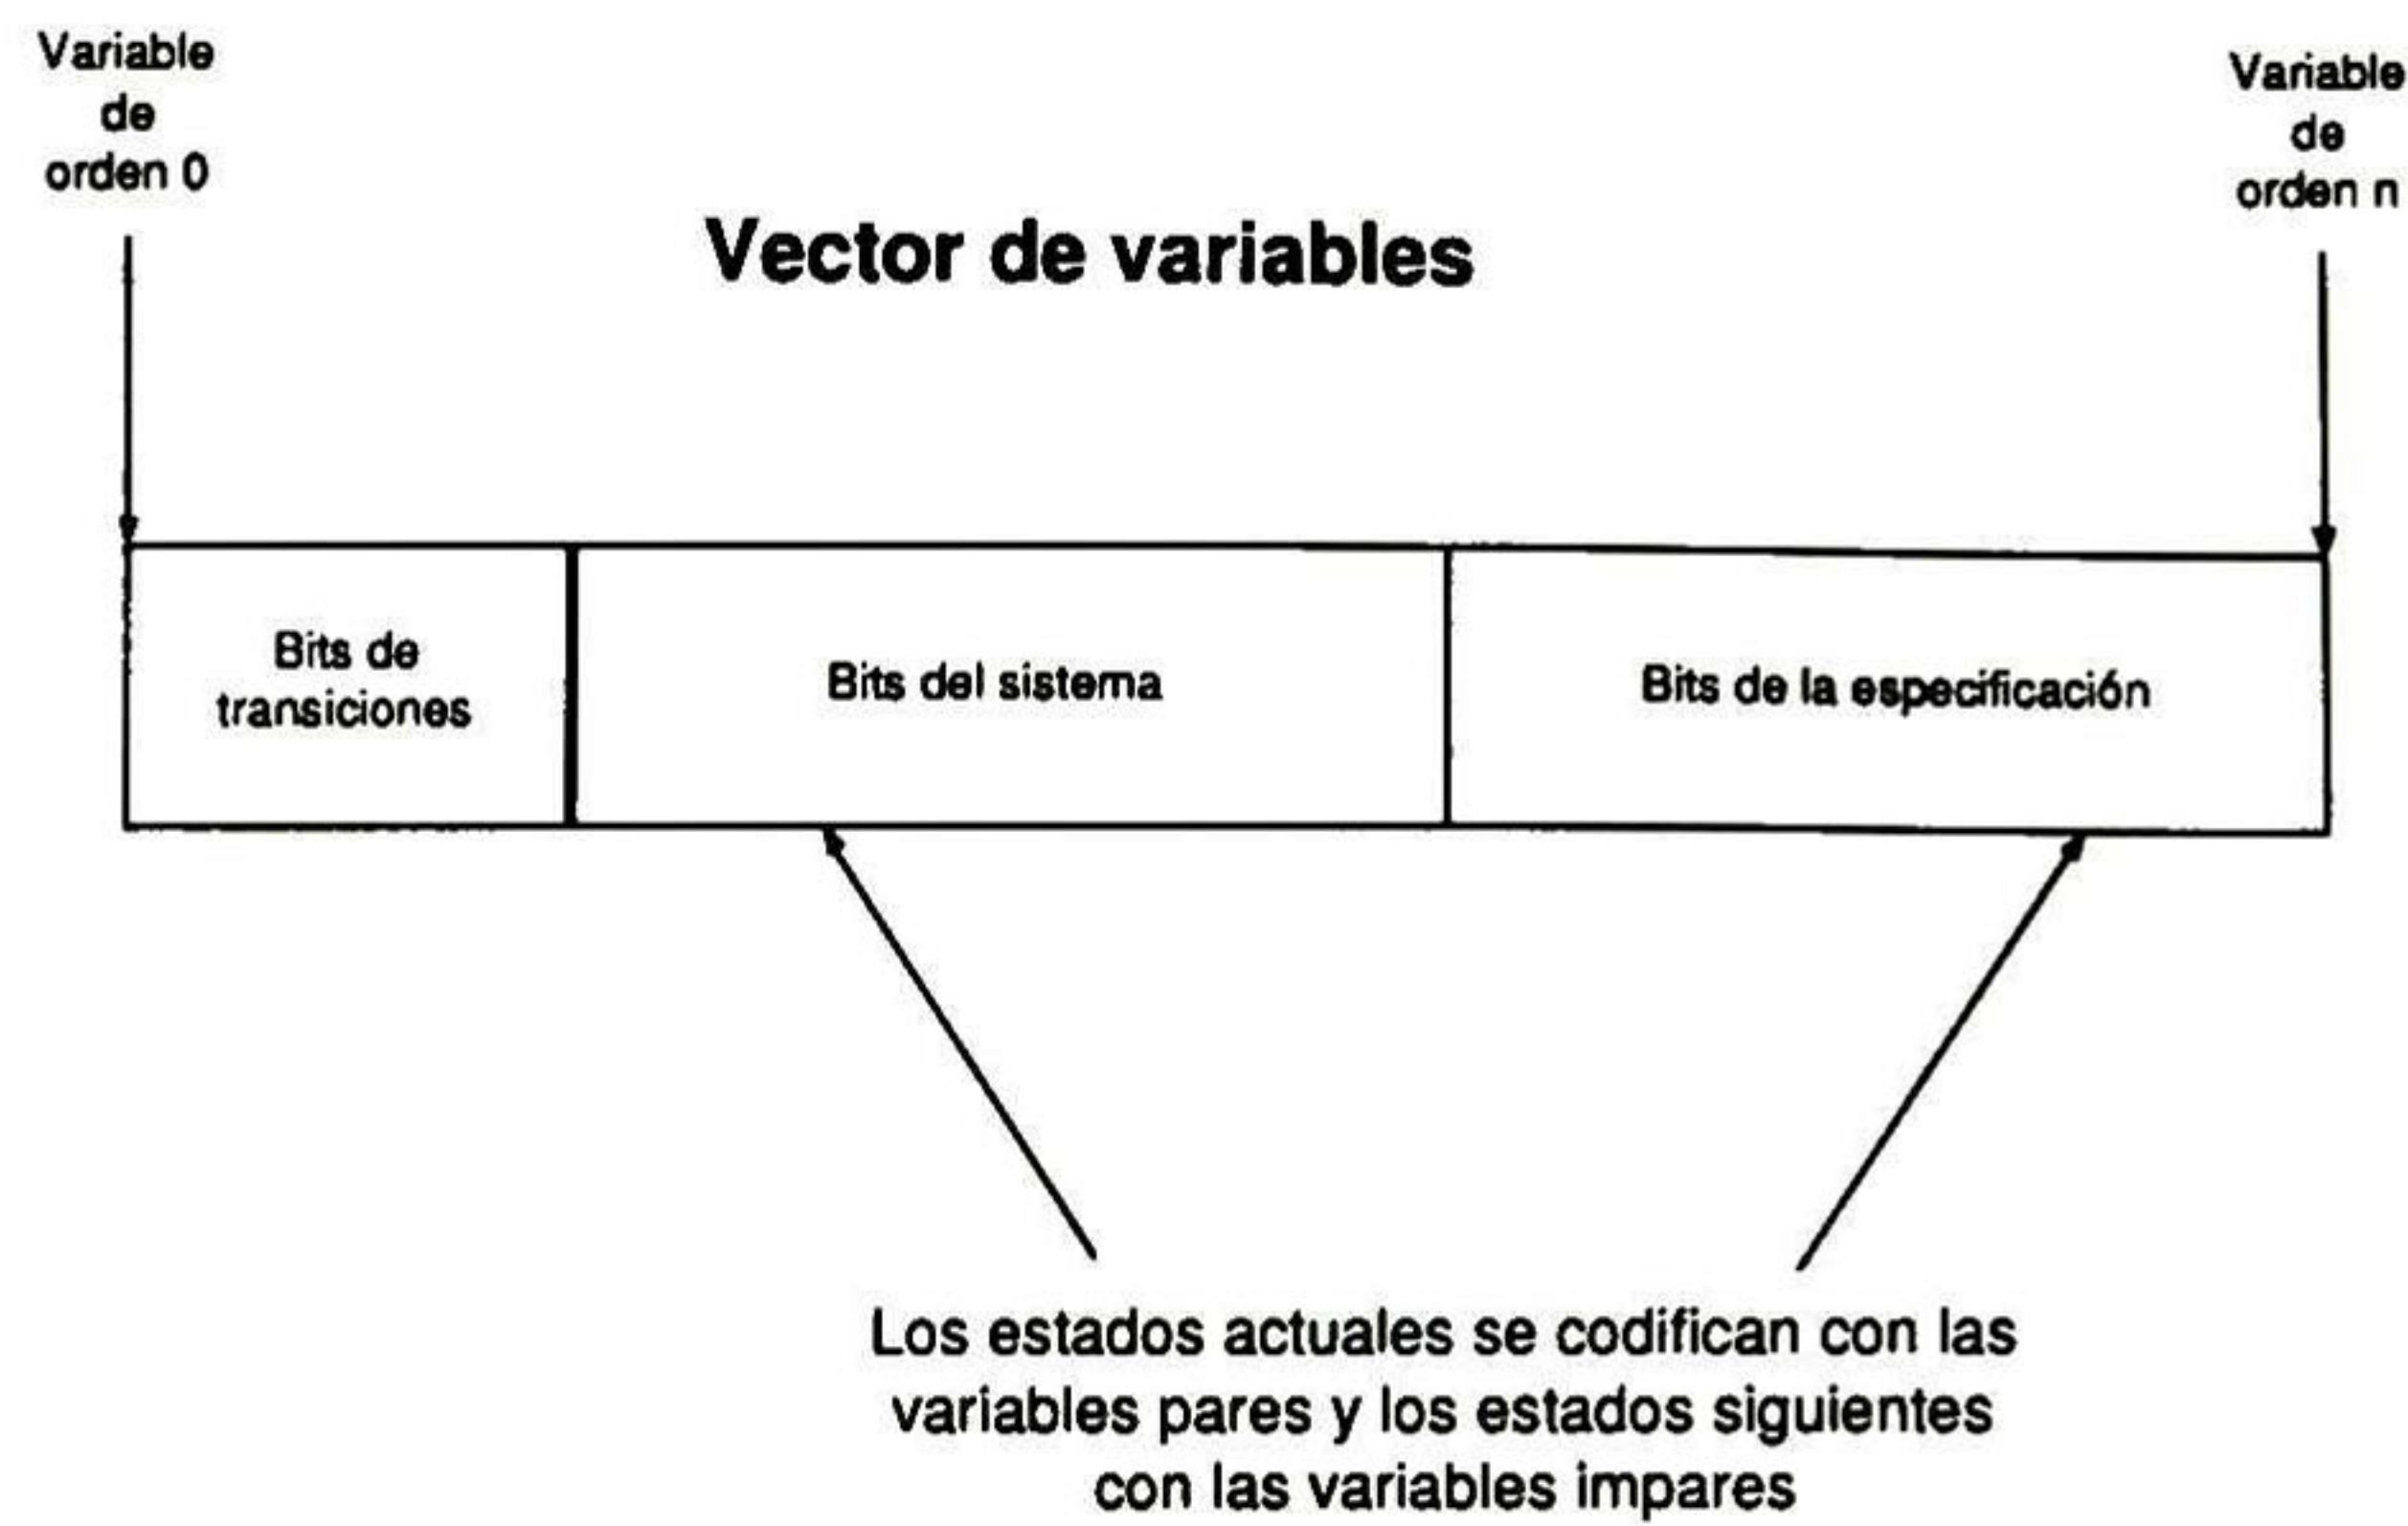 Variable
de
orden 0
Variable
de
orden n
Vector de variables
Bits de
transiciones
Bits del sistema
Bits de la especificación
Los estados actuales se codifican con las
variables pares y los estados siguientes
con las variables impares